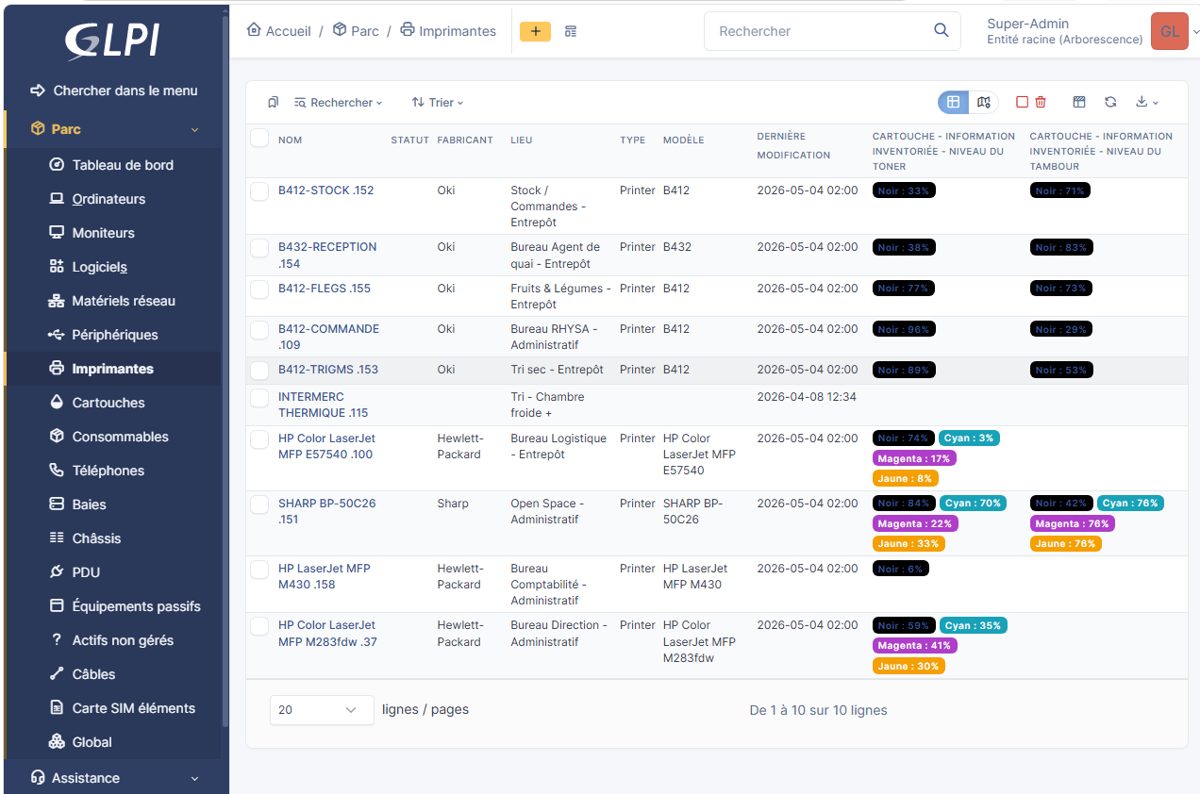 GLPI
Chercher dans le menu
Parc
Tableau de bord
Ordinateurs
Moniteurs
Logiciels
Matériels réseau
Périphériques
Imprimantes
Cartouches
Consommables
Téléphones
Baies
Châssis
PDU
Équipements passifs
Actifs non gérés
Câbles
Carte SIM éléments
Global
Assistance
Accueil / Parc / Imprimantes
Rechercher
Super-Admin
Entité racine (Arborescence)
GL
Rechercher Trier
NOM STATUT FABRICANT LIEU TYPE MODÈLE DERNIÈRE MODIFICATION CARTOUCHE - INFORMATION INVENTORIÉE - NIVEAU DU TONER CARTOUCHE - INFORMATION INVENTORIÉE - NIVEAU DU TAMBOUR
B412-STOCK .152 Oki Stock / Commandes - Entrepôt Printer B412 2026-05-04 02:00 Noir : 33% Noir : 71%
B432-RECEPTION .154 Oki Bureau Agent de quai - Entrepôt Printer B432 2026-05-04 02:00 Noir : 38% Noir : 83%
B412-FLEGS .155 Oki Fruits & Légumes - Entrepôt Printer B412 2026-05-04 02:00 Noir : 77% Noir : 73%
B412-COMMANDE .109 Oki Bureau RHYSA - Administratif Printer B412 2026-05-04 02:00 Noir : 96% Noir : 29%
B412-TRIGMS .153 Oki Tri sec - Entrepôt Printer B412 2026-05-04 02:00 Noir : 89% Noir : 53%
INTERMERC THERMIQUE .115 Tri - Chambre froide + 2026-04-08 12:34
HP Color LaserJet MFP E57540 .100 Hewlett-Packard Bureau Logistique - Entrepôt Printer HP Color LaserJet MFP E57540 2026-05-04 02:00 Noir : 74% Cyan : 3% Magenta : 17% Jaune : 8%
SHARP BP-50C26 .151 Sharp Open Space - Administratif Printer SHARP BP-50C26 2026-05-04 02:00 Noir : 84% Cyan : 70% Magenta : 22% Jaune : 33% Noir : 42% Cyan : 76% Magenta : 76% Jaune : 76%
HP LaserJet MFP M430 .158 Hewlett-Packard Bureau Comptabilité - Administratif Printer HP LaserJet MFP M430 2026-05-04 02:00 Noir : 6%
HP Color LaserJet MFP M283fdw .37 Hewlett-Packard Bureau Direction - Administratif Printer HP Color LaserJet MFP M283fdw 2026-05-04 02:00 Noir : 59% Cyan : 35% Magenta : 41% Jaune : 30%
20 lignes / pages De 1 à 10 sur 10 lignes